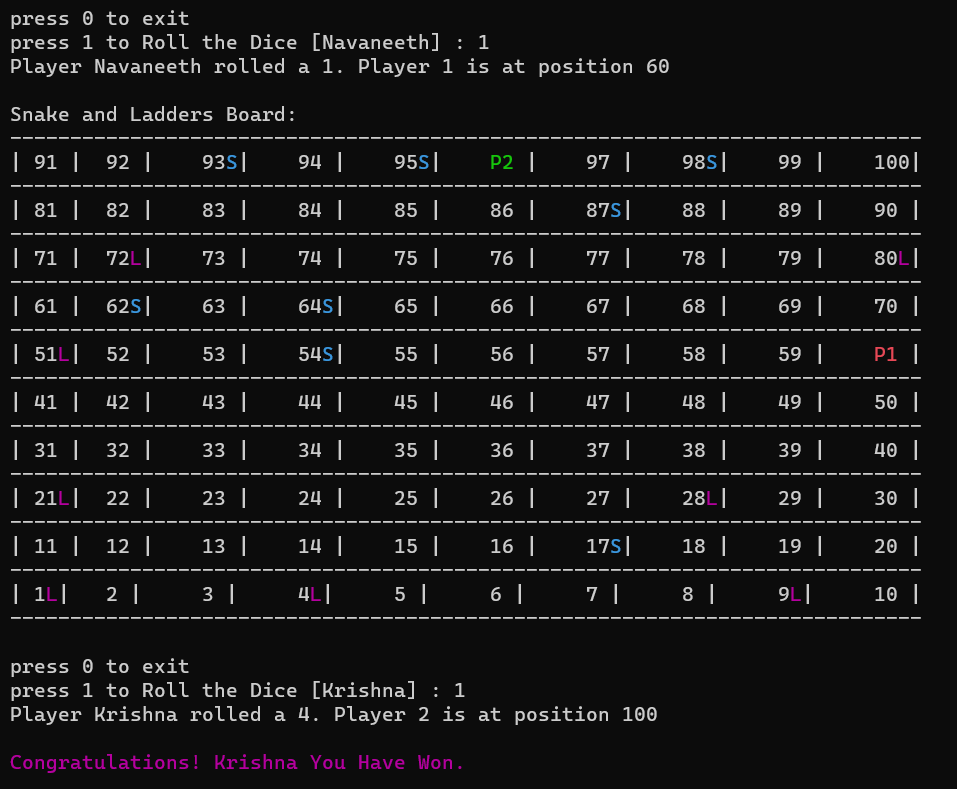 press 0 to exit
press 1 to Roll the Dice [Navaneeth] : 1
Player Navaneeth rolled a 1. Player 1 is at position 60
Snake and Ladders Board:
----------------------------------------------------------------------------
| 91 |  92 |    93S|    94 |    95S|    P2 |    97 |    98S|    99 |    100|
----------------------------------------------------------------------------
| 81 |  82 |    83 |    84 |    85 |    86 |    87S|    88 |    89 |    90 |
----------------------------------------------------------------------------
| 71 |  72L|    73 |    74 |    75 |    76 |    77 |    78 |    79 |    80L|
----------------------------------------------------------------------------
| 61 |  62S|    63 |    64S|    65 |    66 |    67 |    68 |    69 |    70 |
----------------------------------------------------------------------------
| 51L|  52 |    53 |    54S|    55 |    56 |    57 |    58 |    59 |    P1 |
----------------------------------------------------------------------------
| 41 |  42 |    43 |    44 |    45 |    46 |    47 |    48 |    49 |    50 |
----------------------------------------------------------------------------
| 31 |  32 |    33 |    34 |    35 |    36 |    37 |    38 |    39 |    40 |
----------------------------------------------------------------------------
| 21L|  22 |    23 |    24 |    25 |    26 |    27 |    28L|    29 |    30 |
----------------------------------------------------------------------------
| 11 |  12 |    13 |    14 |    15 |    16 |    17S|    18 |    19 |    20 |
----------------------------------------------------------------------------
| 1L|   2 |     3 |     4L|     5 |     6 |     7 |     8 |     9L|     10 |
----------------------------------------------------------------------------
press 0 to exit
press 1 to Roll the Dice [Krishna] : 1
Player Krishna rolled a 4. Player 2 is at position 100
Congratulations! Krishna You Have Won.